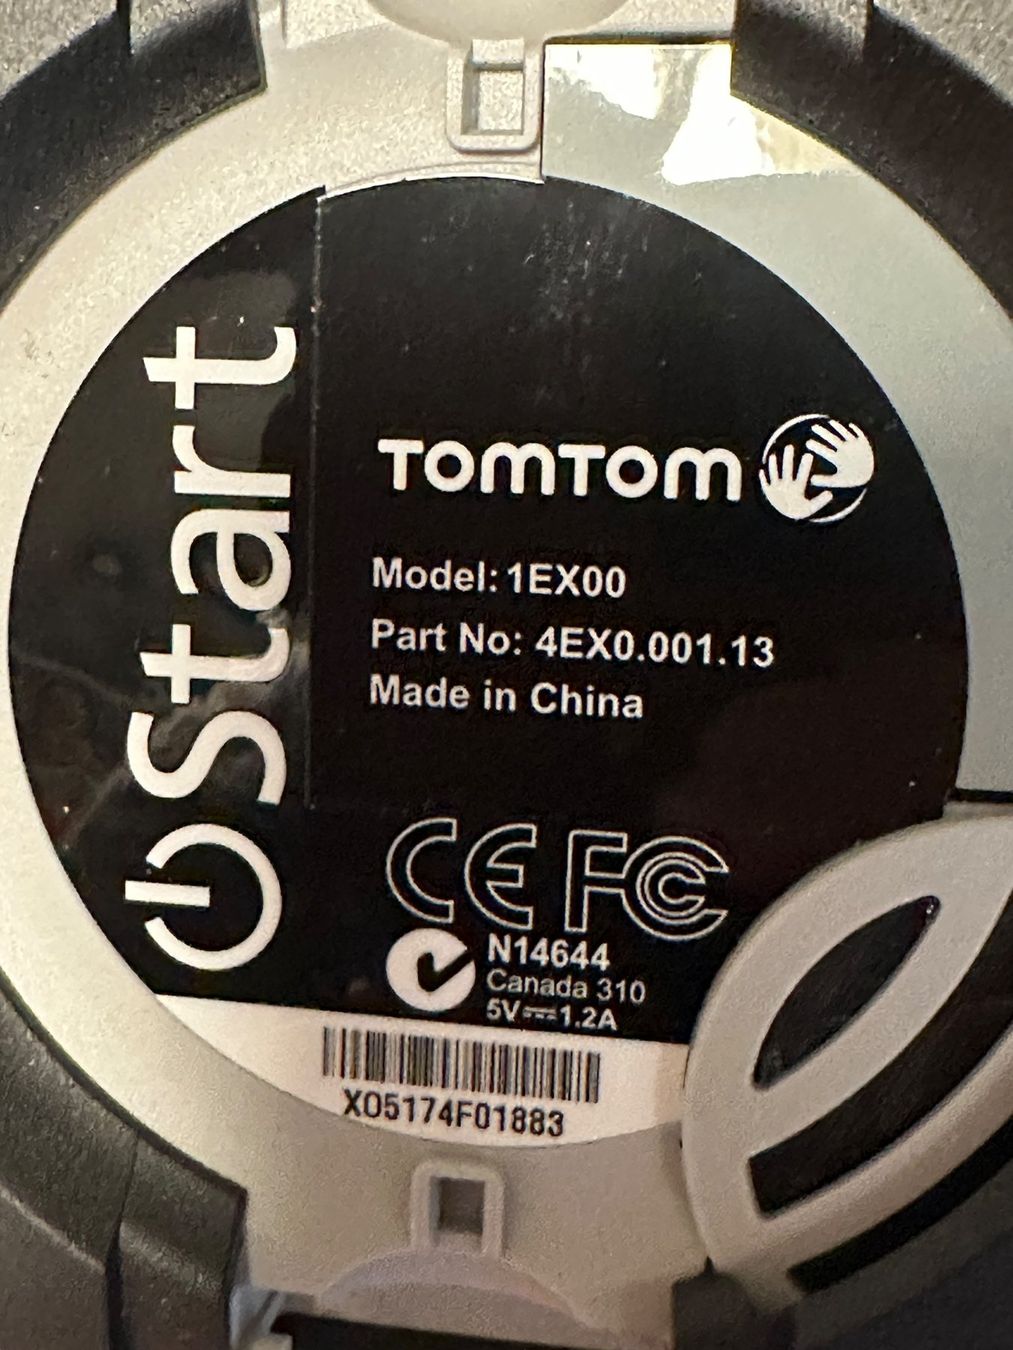 start
TOMTOM
Model: 1EX00
Part No: 4EX0.001.13
Made in China
CE FC
N14644
Canada 310
5V⎓1.2A
XO5174F01883